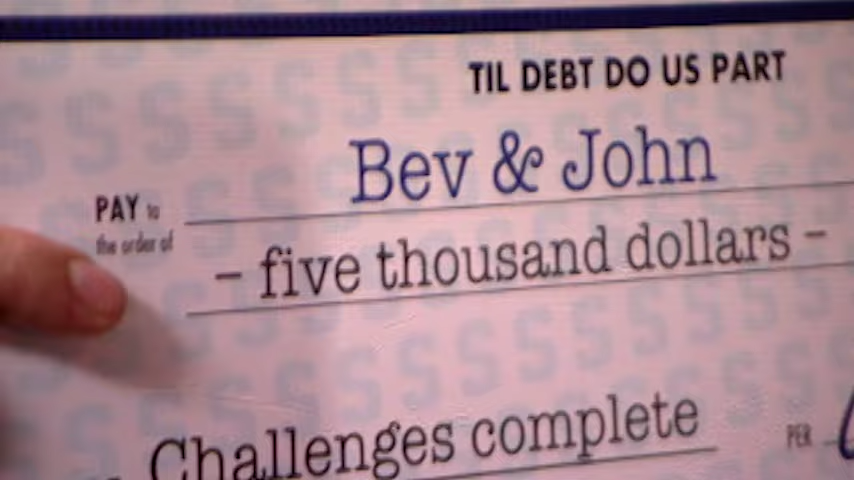 TIL DEBT DO US PART
Bev & John
PAY to
the order of
– five thousand dollars –
Challenges complete
PER